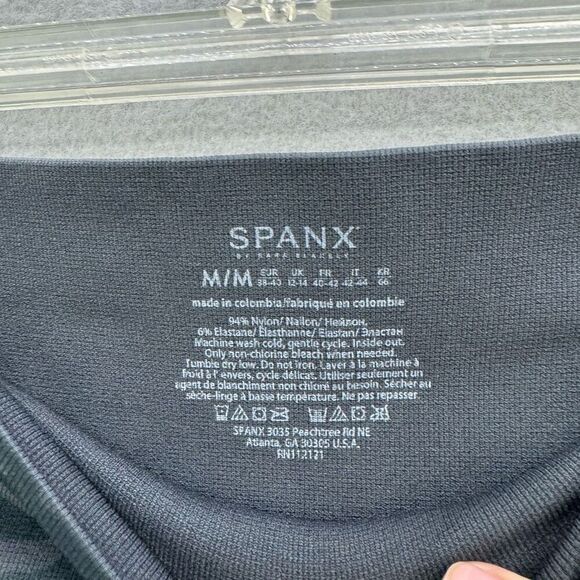 SPANX
BY SARA BLAKELY
M/M EUR 38-40 UK 12-14 FR 40-42 IT 42-44 KR 66
made in colombia/fabriqué en colombie
94% Nylon/ Nailon/ Нейлон.
6% Elastane/ Élasthanne/ Elastan/ Эластан
Machine wash cold, gentle cycle. Inside out.
Only non-chlorine bleach when needed.
Tumble dry low. Do not iron. Laver à la machine à
froid à l'envers, cycle délicat. Utiliser seulement un
agent de blanchiment non chloré au besoin. Sécher au
sèche-linge à basse température. Ne pas repasser.
SPANX 3035 Peachtree Rd NE
Atlanta, GA 30305 U.S.A.
RN112121